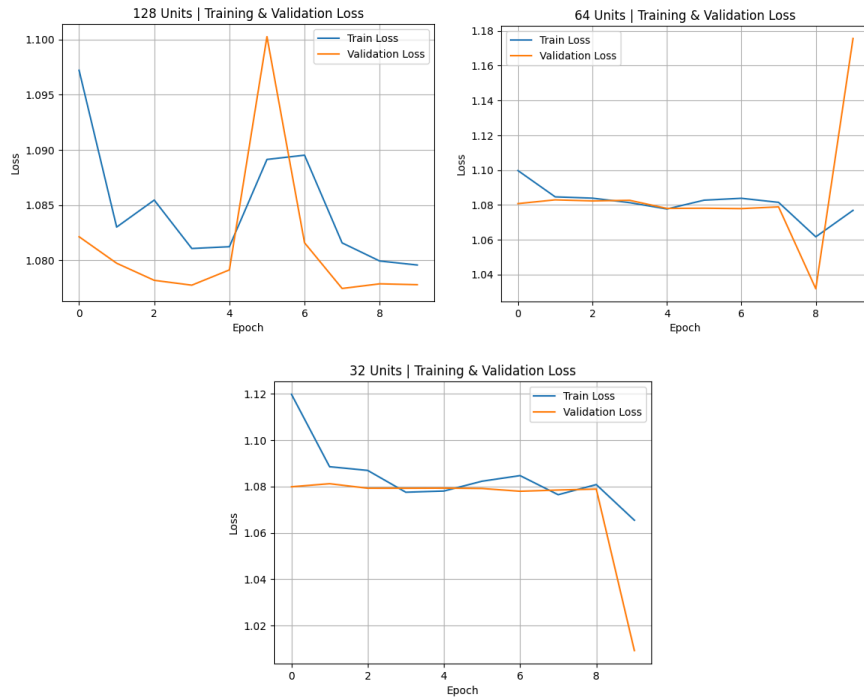 128 Units | Training & Validation Loss
1.100
1.095
1.090
1.085
1.080
Loss
Train Loss
Validation Loss
0
2
4
6
8
Epoch
64 Units | Training & Validation Loss
1.18
1.16
1.14
1.12
1.10
1.08
1.06
1.04
Loss
Train Loss
Validation Loss
0
2
4
6
8
Epoch
32 Units | Training & Validation Loss
1.12
1.10
1.08
1.06
1.04
1.02
Loss
Train Loss
Validation Loss
0
2
4
6
8
Epoch